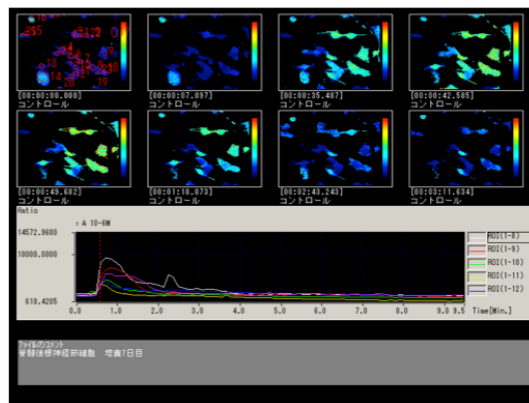 [00:00:00.000]
コントロール
[00:00:07.097]
コントロール
[00:00:35.487]
コントロール
[00:00:42.585]
コントロール
[00:00:49.682]
コントロール
[00:01:10.073]
コントロール
[00:02:43.243]
コントロール
[00:03:11.634]
コントロール
Ratio
A 10-6M
14572.9680
10000.0000
610.4205
0.0 1.0 2.0 3.0 4.0 5.0 6.0 7.0 8.0 9.0 9.5 Time[Min.]
ROI(1-8)
ROI(1-9)
ROI(1-10)
ROI(1-11)
ROI(1-12)
ファイルのコメント
脊髄後根神経節細胞 培養7日目